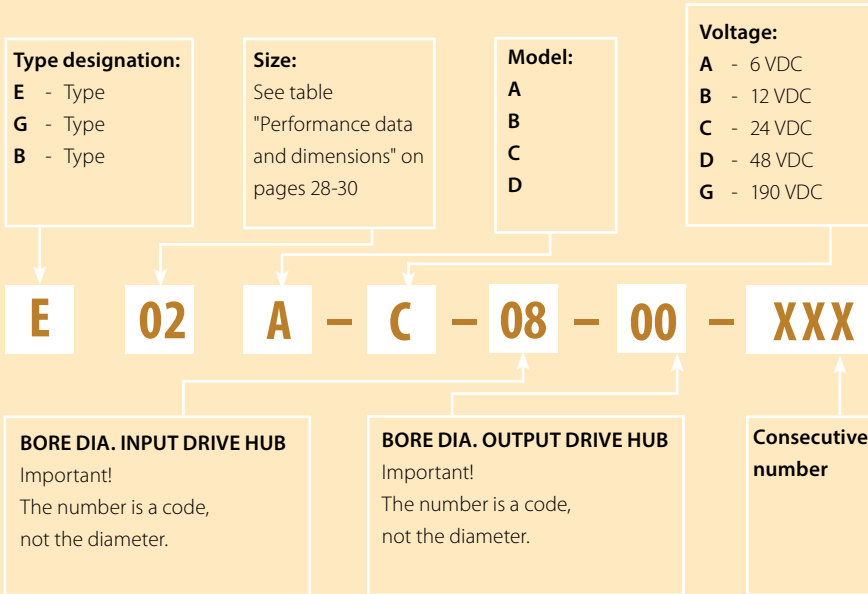 Type designation:
E - Type
G - Type
B - Type
Size:
See table
"Performance data
and dimensions" on
pages 28-30
Model:
A
B
C
D
Voltage:
A - 6 VDC
B - 12 VDC
C - 24 VDC
D - 48 VDC
G - 190 VDC
E 02 A – C – 08 – 00 – XXX
BORE DIA. INPUT DRIVE HUB
Important!
The number is a code,
not the diameter.
BORE DIA. OUTPUT DRIVE HUB
Important!
The number is a code,
not the diameter.
Consecutive
number